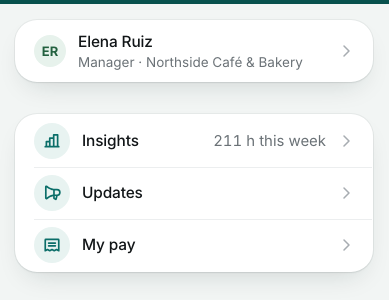 ER
Elena Ruiz
Manager · Northside Café & Bakery
Insights 211 h this week
Updates
My pay